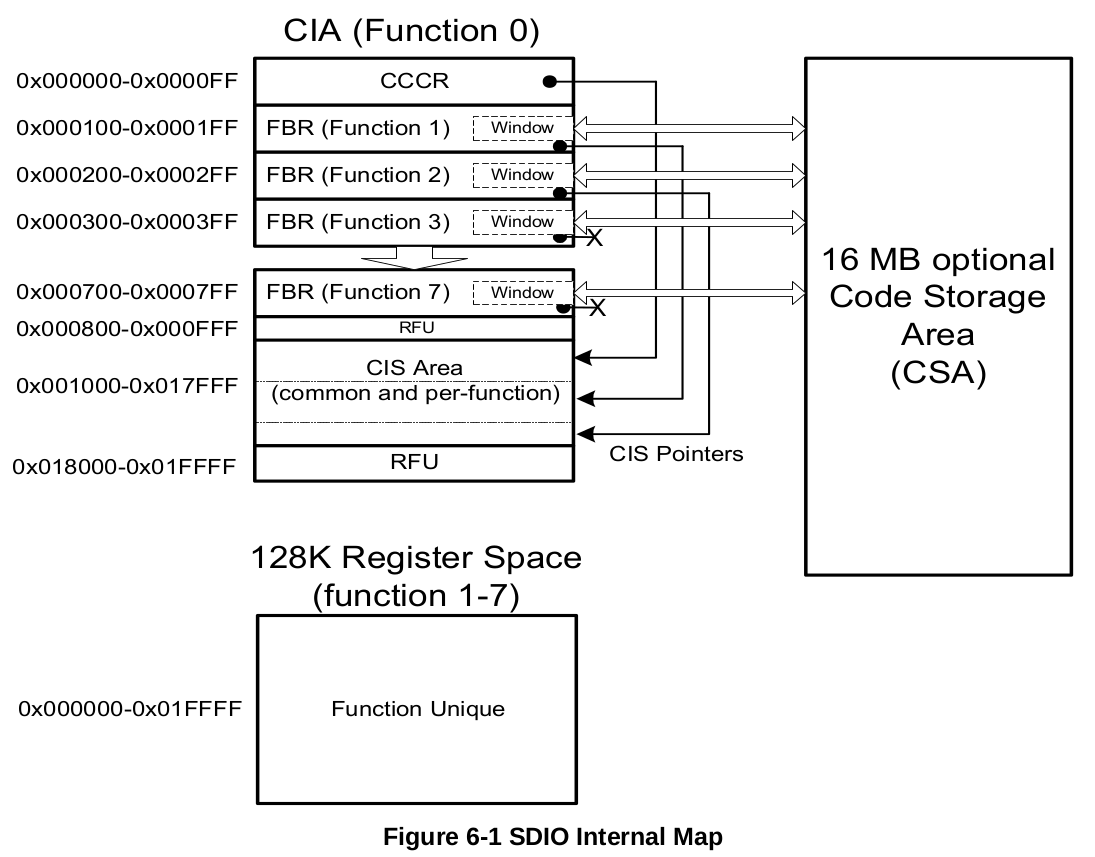 CIA (Function 0)
0x000000-0x0000FF
CCCR
0x000100-0x0001FF
FBR (Function 1)
Window
0x000200-0x0002FF
FBR (Function 2)
Window
0x000300-0x0003FF
FBR (Function 3)
Window
X
0x000700-0x0007FF
FBR (Function 7)
Window
X
0x000800-0x000FFF
RFU
0x001000-0x017FFF
CIS Area
(common and per-function)
0x018000-0x01FFFF
RFU
CIS Pointers
16 MB optional
Code Storage
Area
(CSA)
128K Register Space
(function 1-7)
0x000000-0x01FFFF
Function Unique
Figure 6-1 SDIO Internal Map